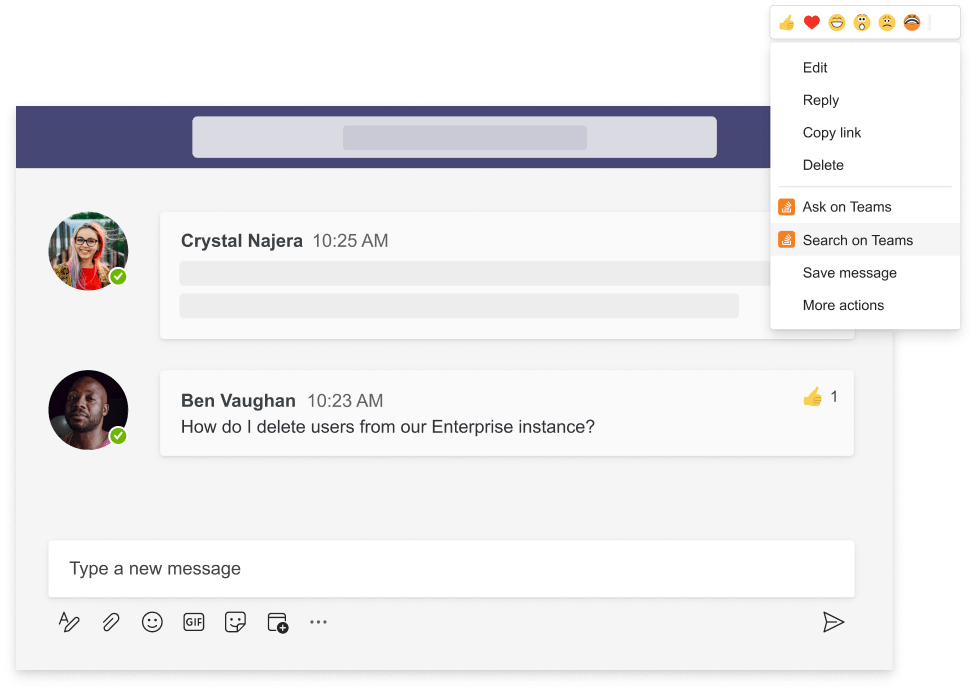 Edit
Reply
Copy link
Delete
Ask on Teams
Search on Teams
Save message
More actions
Crystal Najera 10:25 AM
Ben Vaughan 10:23 AM
1
How do I delete users from our Enterprise instance?
Type a new message
GIF